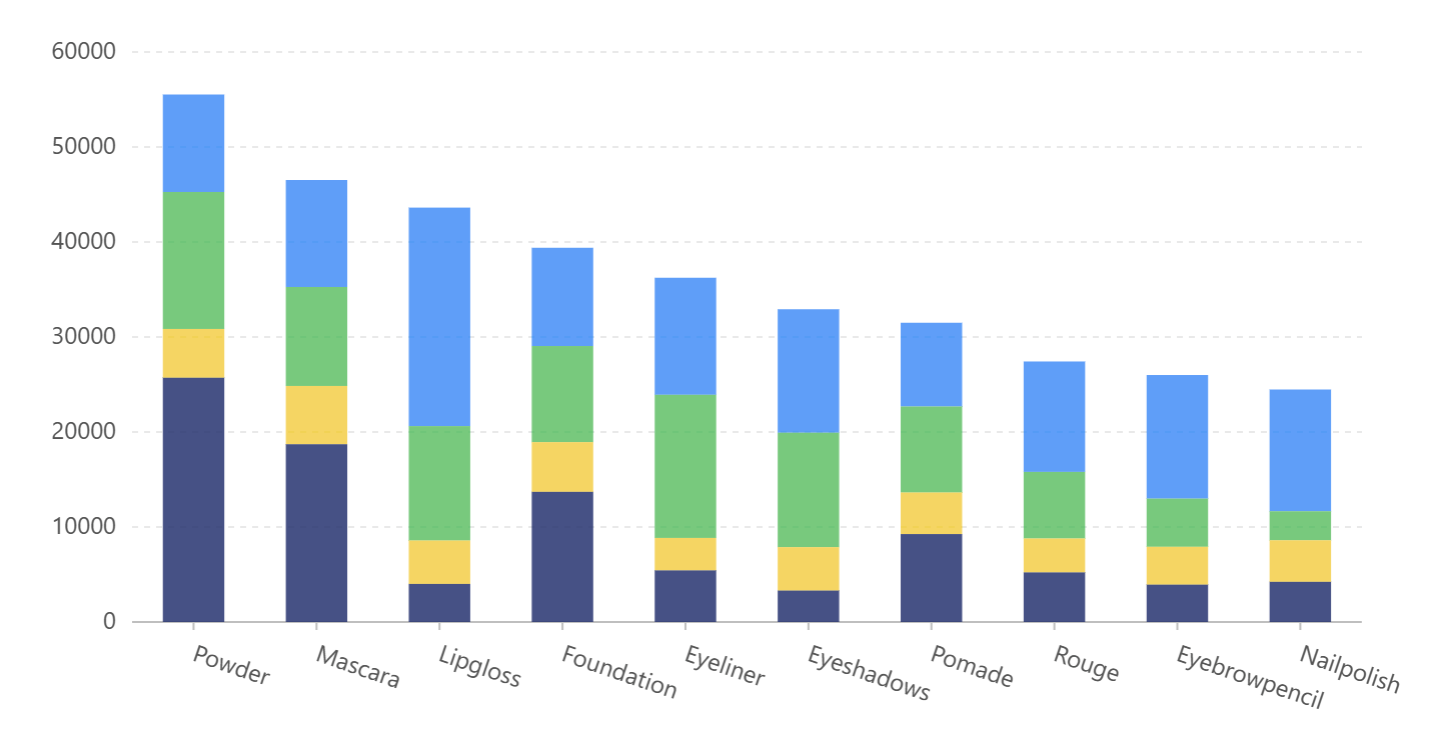 60000
50000
40000
30000
20000
10000
0
Powder
Mascara
Lipgloss
Foundation
Eyeliner
Eyeshadows
Pomade
Rouge
Eyebrowpencil
Nailpolish